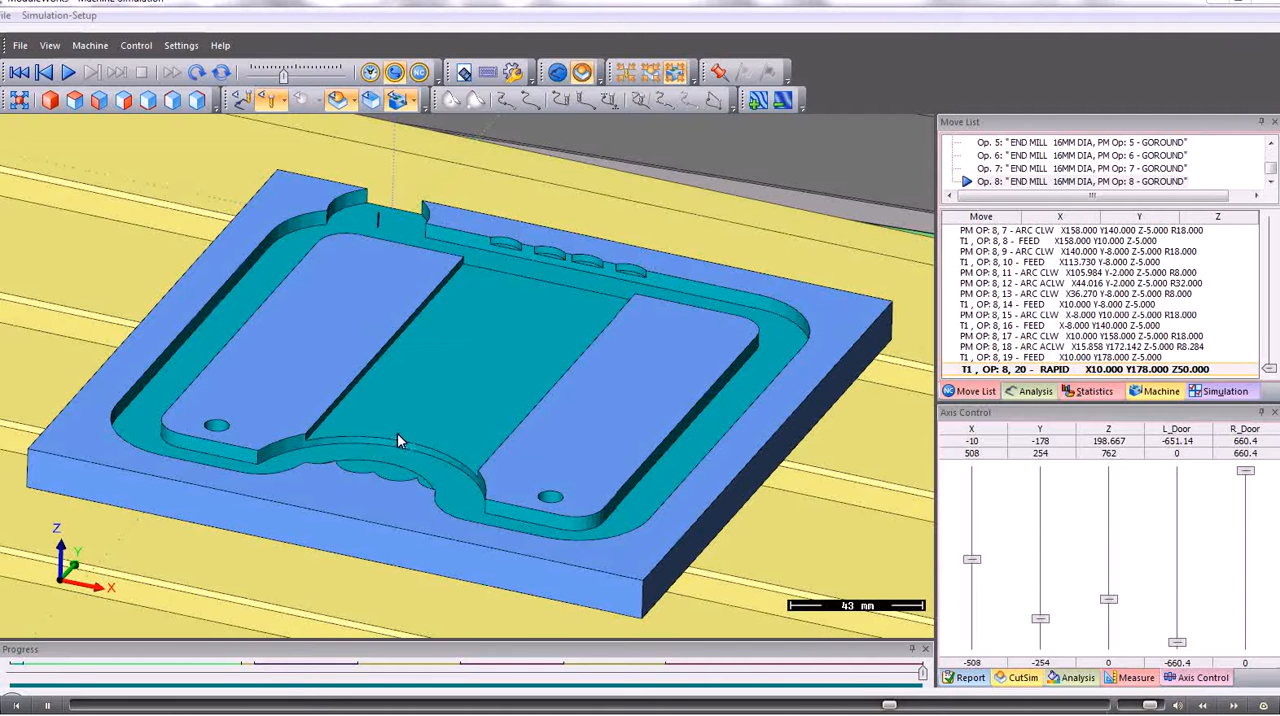 ModuleWorks - Machine Simulation
File Simulation-Setup
File View Machine Control Settings Help
NC
Move List
Op. 5: "END MILL 16MM DIA, PM Op: 5 - GOROUND"
Op. 6: "END MILL 16MM DIA, PM Op: 6 - GOROUND"
Op. 7: "END MILL 16MM DIA, PM Op: 7 - GOROUND"
Op. 8: "END MILL 16MM DIA, PM Op: 8 - GOROUND"
Move X Y Z
PM OP: 8, 7 - ARC CLW X158.000 Y140.000 Z-5.000 R18.000
T1 , OP: 8, 8 - FEED X158.000 Y10.000 Z-5.000
PM OP: 8, 9 - ARC CLW X140.000 Y-8.000 Z-5.000 R18.000
T1 , OP: 8, 10 - FEED X113.730 Y-8.000 Z-5.000
PM OP: 8, 11 - ARC CLW X105.984 Y-2.000 Z-5.000 R8.000
PM OP: 8, 12 - ARC ACLW X44.016 Y-2.000 Z-5.000 R32.000
PM OP: 8, 13 - ARC CLW X36.270 Y-8.000 Z-5.000 R8.000
T1 , OP: 8, 14 - FEED X10.000 Y-8.000 Z-5.000
PM OP: 8, 15 - ARC CLW X-8.000 Y10.000 Z-5.000 R18.000
T1 , OP: 8, 16 - FEED X-8.000 Y140.000 Z-5.000
PM OP: 8, 17 - ARC CLW X10.000 Y158.000 Z-5.000 R18.000
PM OP: 8, 18 - ARC ACLW X15.858 Y172.142 Z-5.000 R8.284
T1 , OP: 8, 19 - FEED X10.000 Y178.000 Z-5.000
T1 , OP: 8, 20 - RAPID X10.000 Y178.000 Z50.000
NC Move List Analysis Statistics Machine Simulation
Axis Control
X Y Z L_Door R_Door
-10 -178 198.667 -651.14 660.4
508 254 762 0 660.4
-508 -254 0 -660.4 0
Z
Y
X
43 mm
Progress
Report CutSim Analysis Measure Axis Control